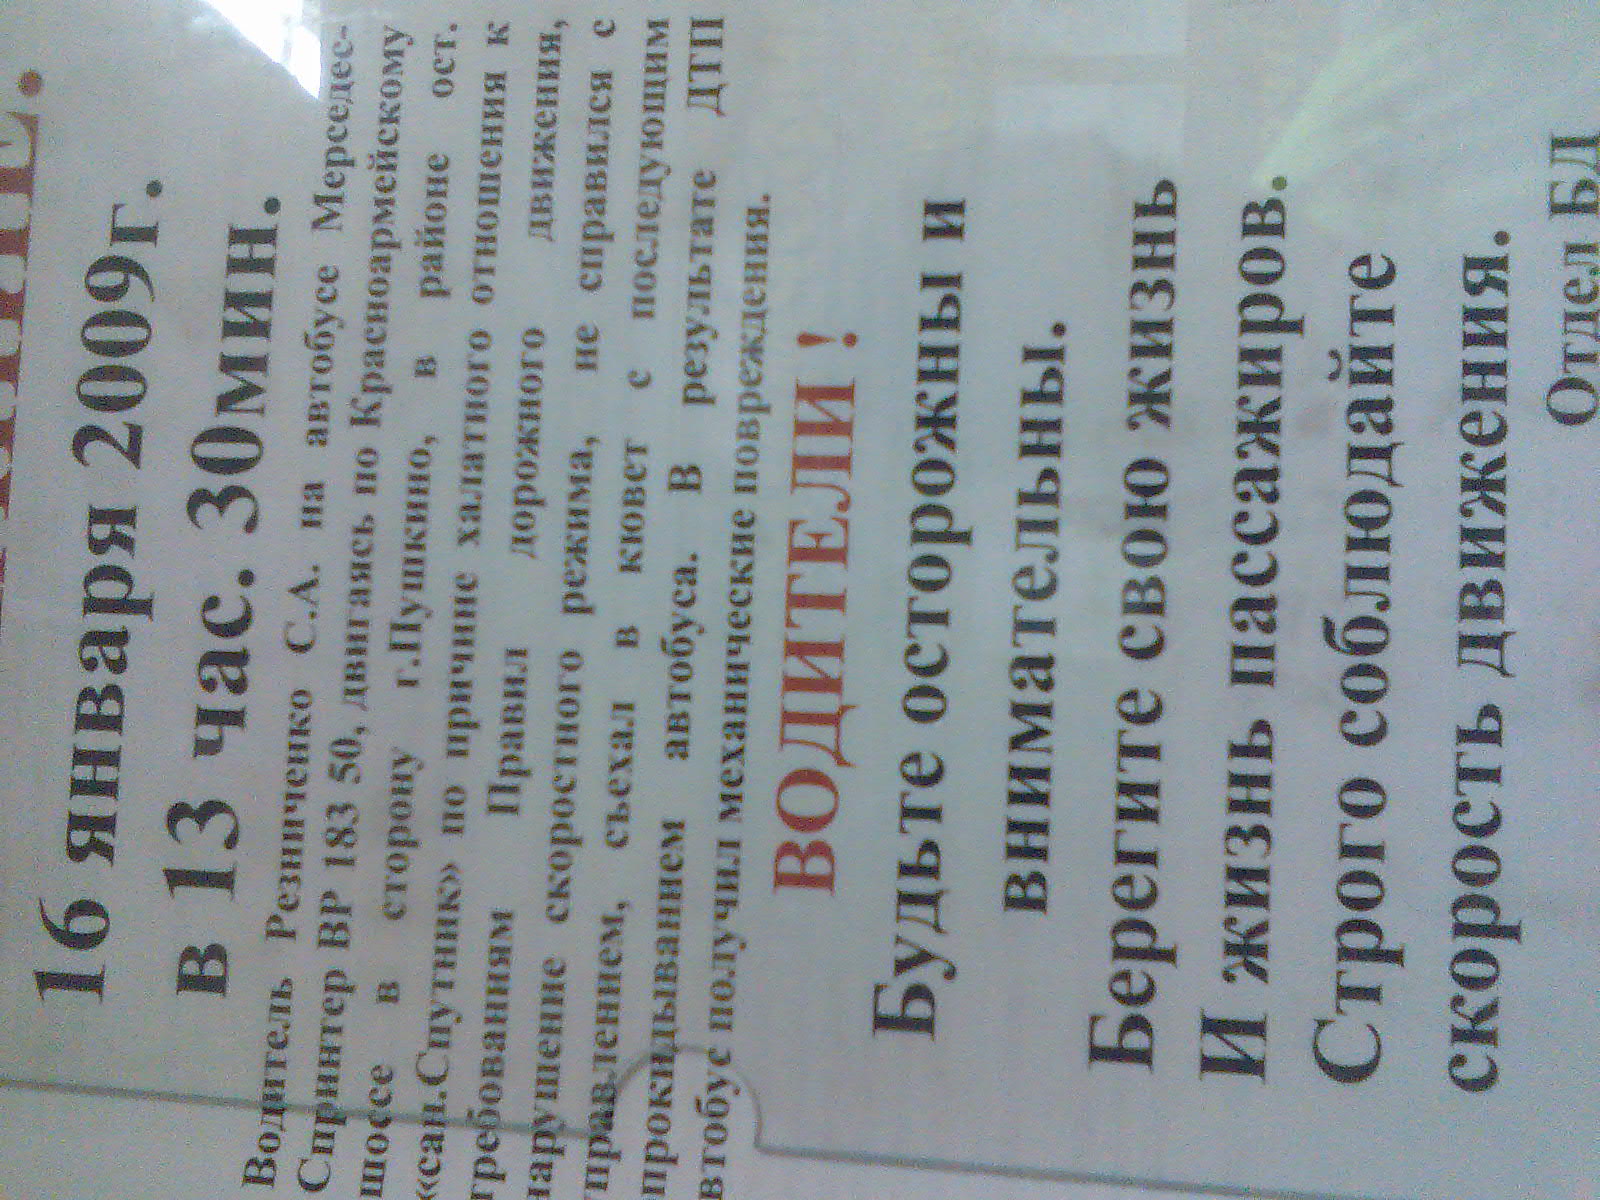 16 января 2009г.
в 13 час. 30мин.
Водитель Резниченко С.А. на автобусе Мерседес-
Спринтер ВР 183 50, двигаясь по Красноармейскому
шоссе в сторону г.Пушкино, в районе ост.
«сан.Спутник» по причине халатного отношения к
требованиям Правил дорожного движения,
нарушение скоростного режима, не справился с
управлением, съехал в кювет с последующим
прокидыванием автобуса. В результате ДТП
автобус получил механические повреждения.
ВОДИТЕЛИ !
Будьте осторожны и
внимательны.
Берегите свою жизнь
И жизнь пассажиров.
Строго соблюдайте
скорость движения.
Отдел БД